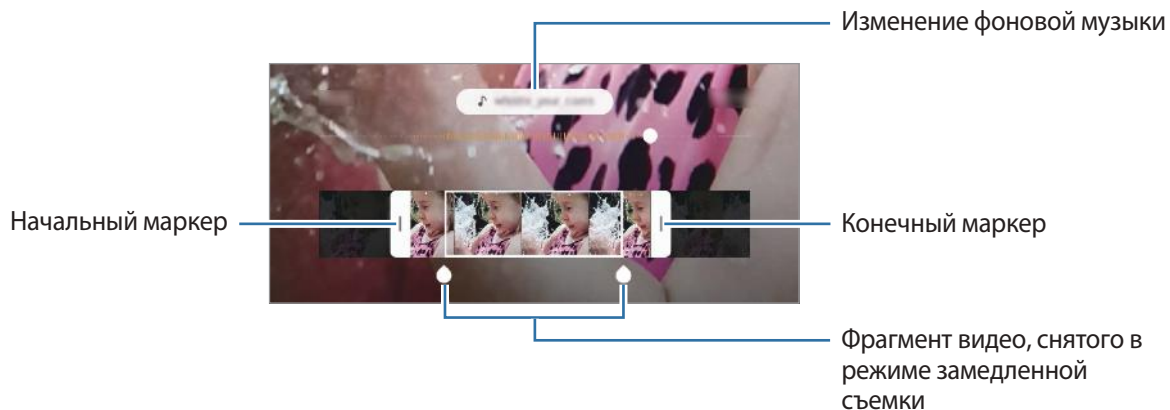 Изменение фоновой музыки
Начальный маркер
Конечный маркер
Фрагмент видео, снятого в
режиме замедленной
съемки